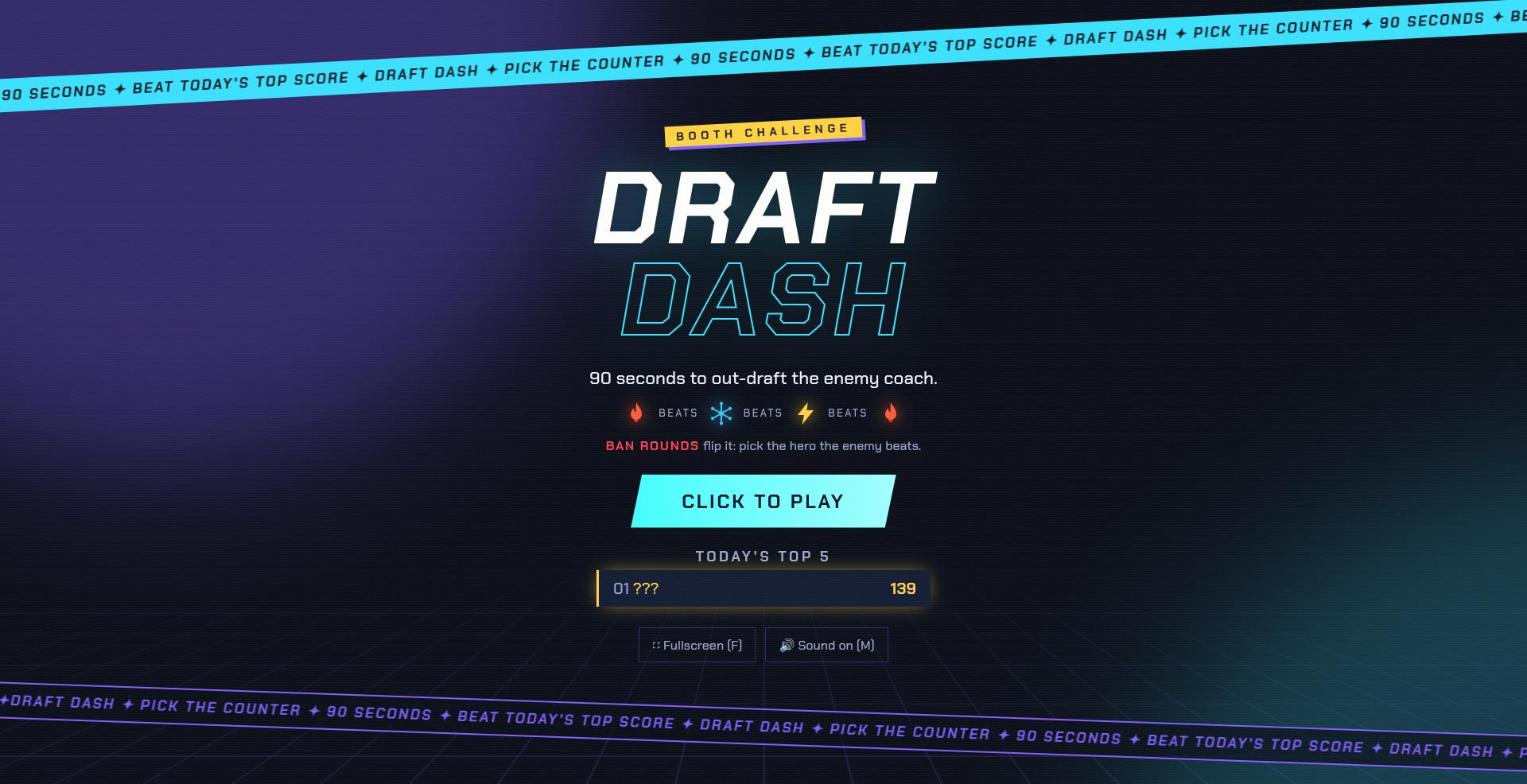 90 SECONDS ✦ BEAT TODAY'S TOP SCORE ✦ DRAFT DASH ✦ PICK THE COUNTER ✦ 90 SECONDS ✦ BEAT TODAY'S TOP SCORE ✦ DRAFT DASH ✦ PICK THE COUNTER ✦ 90 SECONDS ✦ BE
BOOTH CHALLENGE
DRAFT
DASH
90 seconds to out-draft the enemy coach.
BEATS BEATS BEATS
BAN ROUNDS flip it: pick the hero the enemy beats.
CLICK TO PLAY
TODAY'S TOP 5
01 ??? 139
Fullscreen (F) 🔊 Sound on (M)
✦DRAFT DASH ✦ PICK THE COUNTER ✦ 90 SECONDS ✦ BEAT TODAY'S TOP SCORE ✦ DRAFT DASH ✦ PICK THE COUNTER ✦ 90 SECONDS ✦ BEAT TODAY'S TOP SCORE ✦ DRAFT DASH ✦ P